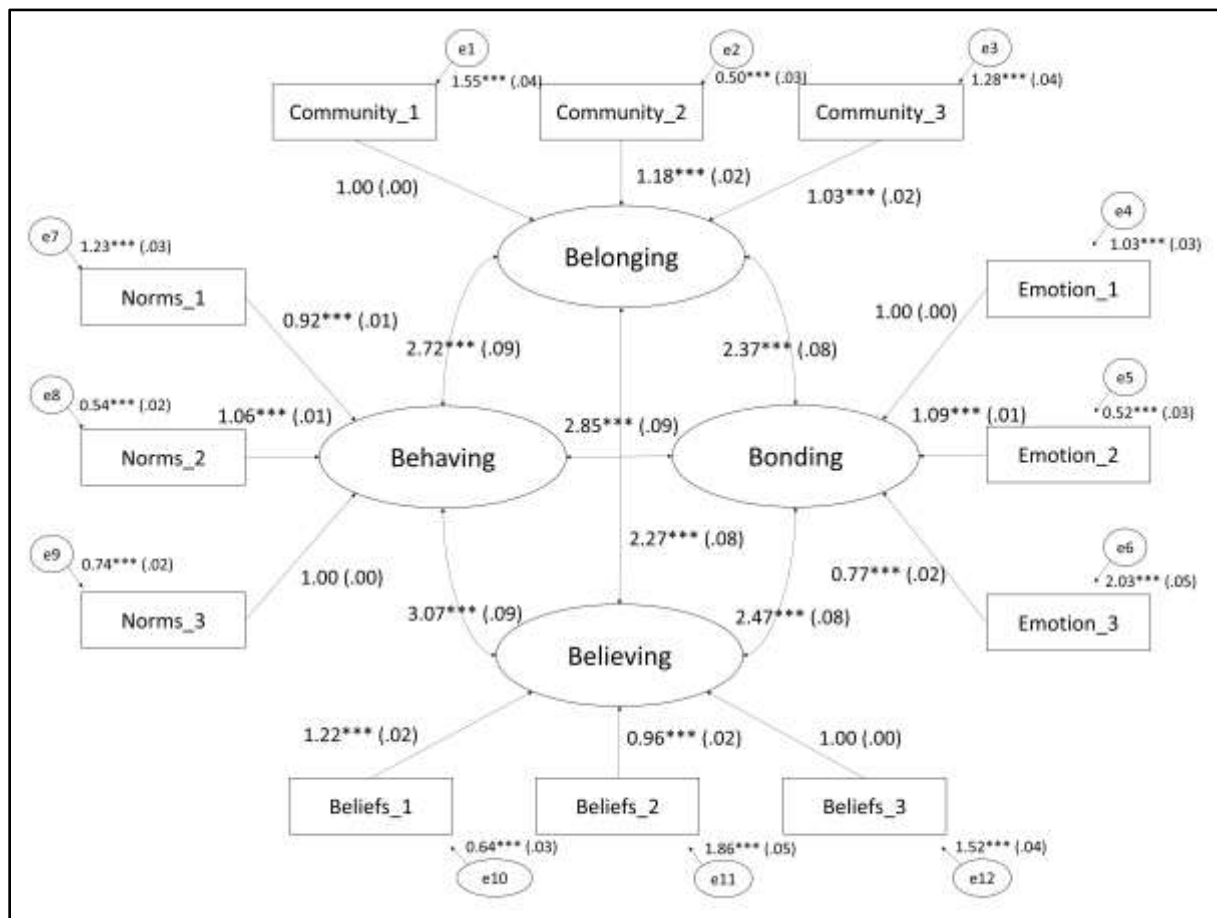 e1
e2
e3
1.55*** (.04)
0.50*** (.03)
1.28*** (.04)
Community_1
Community_2
Community_3
1.00 (.00)
1.18*** (.02)
1.03*** (.02)
e4
e7
1.23*** (.03)
1.03*** (.03)
Belonging
Norms_1
Emotion_1
0.92*** (.01)
1.00 (.00)
2.72*** (.09)
2.37*** (.08)
e5
e8
0.54*** (.02)
0.52*** (.03)
1.06*** (.01)
2.85*** (.09)
1.09*** (.01)
Norms_2
Behaving
Bonding
Emotion_2
e6
e9
0.74*** (.02)
2.27*** (.08)
0.77*** (.02)
2.03*** (.05)
1.00 (.00)
3.07*** (.09)
2.47*** (.08)
Norms_3
Emotion_3
Believing
1.22*** (.02)
0.96*** (.02)
1.00 (.00)
Beliefs_1
Beliefs_2
Beliefs_3
0.64*** (.03)
1.86*** (.05)
1.52*** (.04)
e10
e11
e12